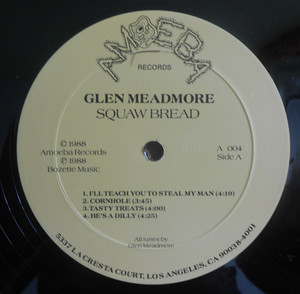 AMOEBA
RECORDS
GLEN MEADMORE
SQUAW BREAD
© 1988
Amoeba Records
℗ 1988
Bozette Music
A 004
Side A
1. I'LL TEACH YOU TO STEAL MY MAN (4:19)
2. CORNHOLE (3:45)
3. TASTY TREATS (4:00)
4. HE'S A DILLY (4:25)
All tunes by
Glen Meadmore
5337 LA CRESTA COURT, LOS ANGELES, CA 90038-4001